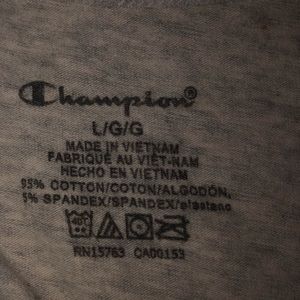 Champion
L/G/G
MADE IN VIETNAM
FABRIQUÉ AU VIÊT-NAM
HECHO EN VIETNAM
95% COTTON/COTON/ALGODÓN,
5% SPANDEX/SPANDEX/elastano
RN15763 CA00153